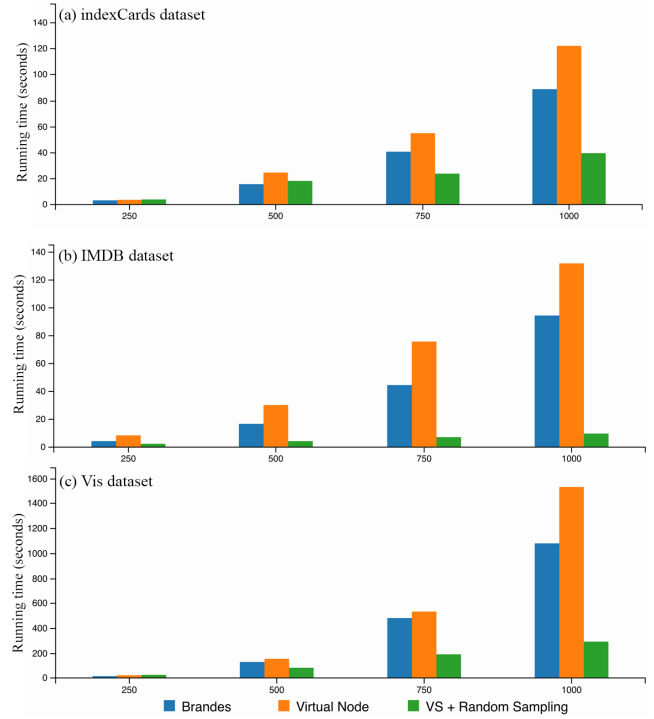 (a) indexCards dataset
Running time (seconds)
140
120
100
80
60
40
20
0
250 500 750 1000
(b) IMDB dataset
Running time (seconds)
140
120
100
80
60
40
20
0
250 500 750 1000
(c) Vis dataset
Running time (seconds)
1600
1400
1200
1000
800
600
400
200
0
250 500 750 1000
Brandes Virtual Node VS + Random Sampling